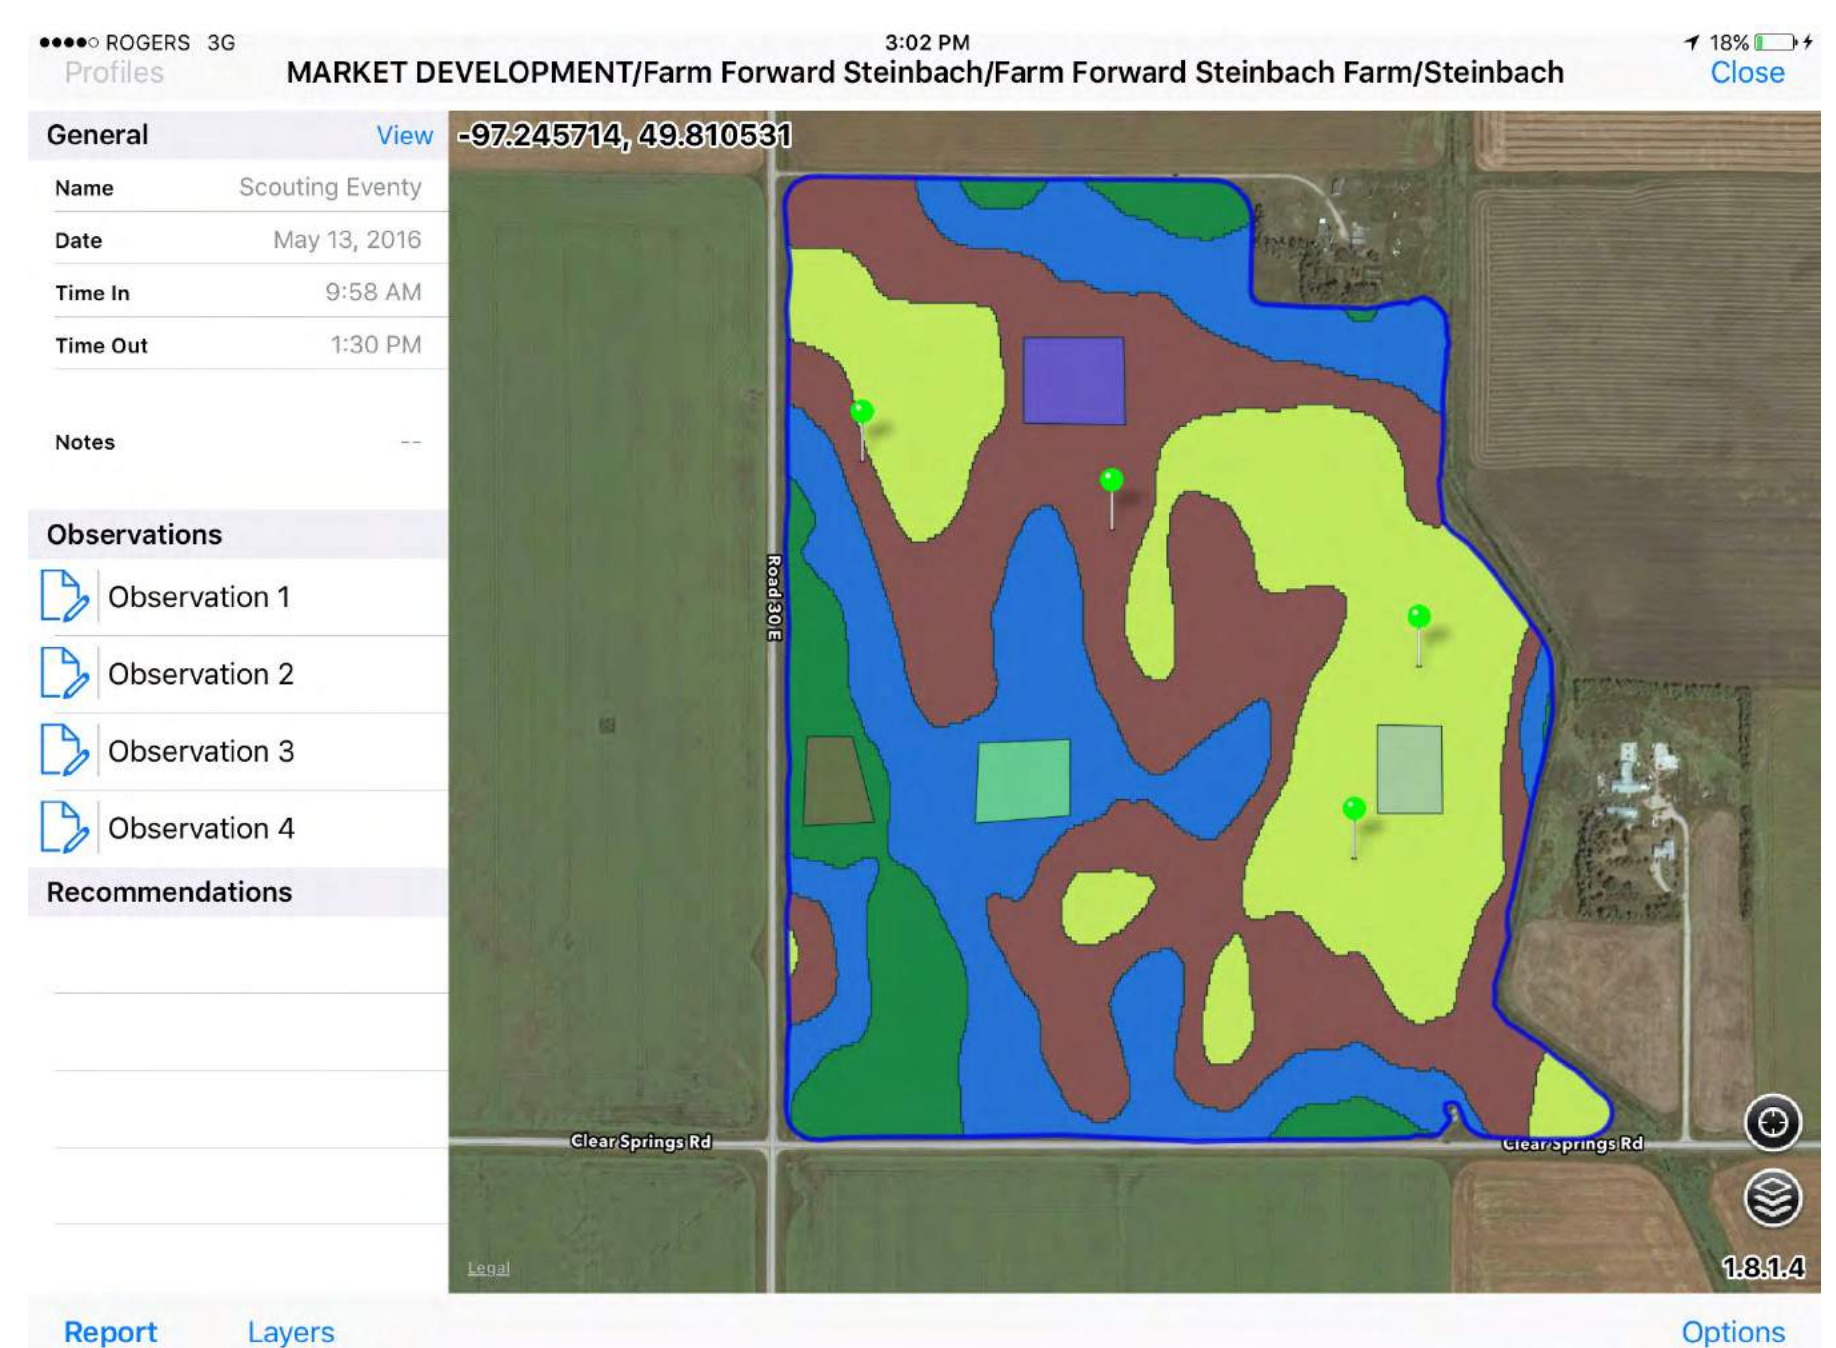 ROGERS 3G 3:02 PM 18%
Profiles MARKET DEVELOPMENT/Farm Forward Steinbach/Farm Forward Steinbach Farm/Steinbach Close
General View
-97.245714, 49.810531
Name Scouting Eventy
Date May 13, 2016
Time In 9:58 AM
Time Out 1:30 PM
Notes --
Observations
Observation 1
Observation 2
Observation 3
Observation 4
Recommendations
Road 30 E
Clear Springs Rd
Clear Springs Rd
Legal
1.8.1.4
Report Layers Options